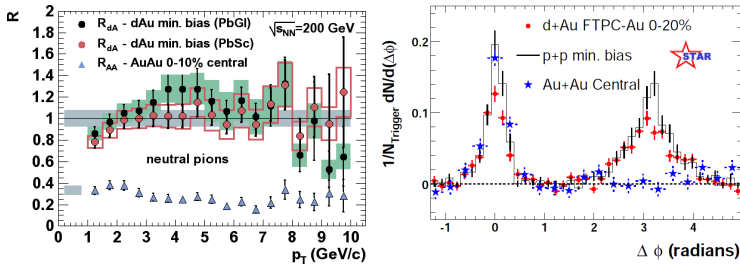 R
2
1.8
1.6
1.4
1.2
1
0.8
0.6
0.4
0.2
0
R_dA - dAu min. bias (PbGl)
R_dA - dAu min. bias (PbSc)
R_AA - AuAu 0-10% central
√s_NN=200 GeV
neutral pions
0 1 2 3 4 5 6 7 8 9 10
p_T (GeV/c)
1/N_Trigger dN/d(Δφ)
0.2
0.1
0
d+Au FTPC-Au 0-20%
p+p min. bias
Au+Au Central
STAR
-1 0 1 2 3 4
Δ φ (radians)